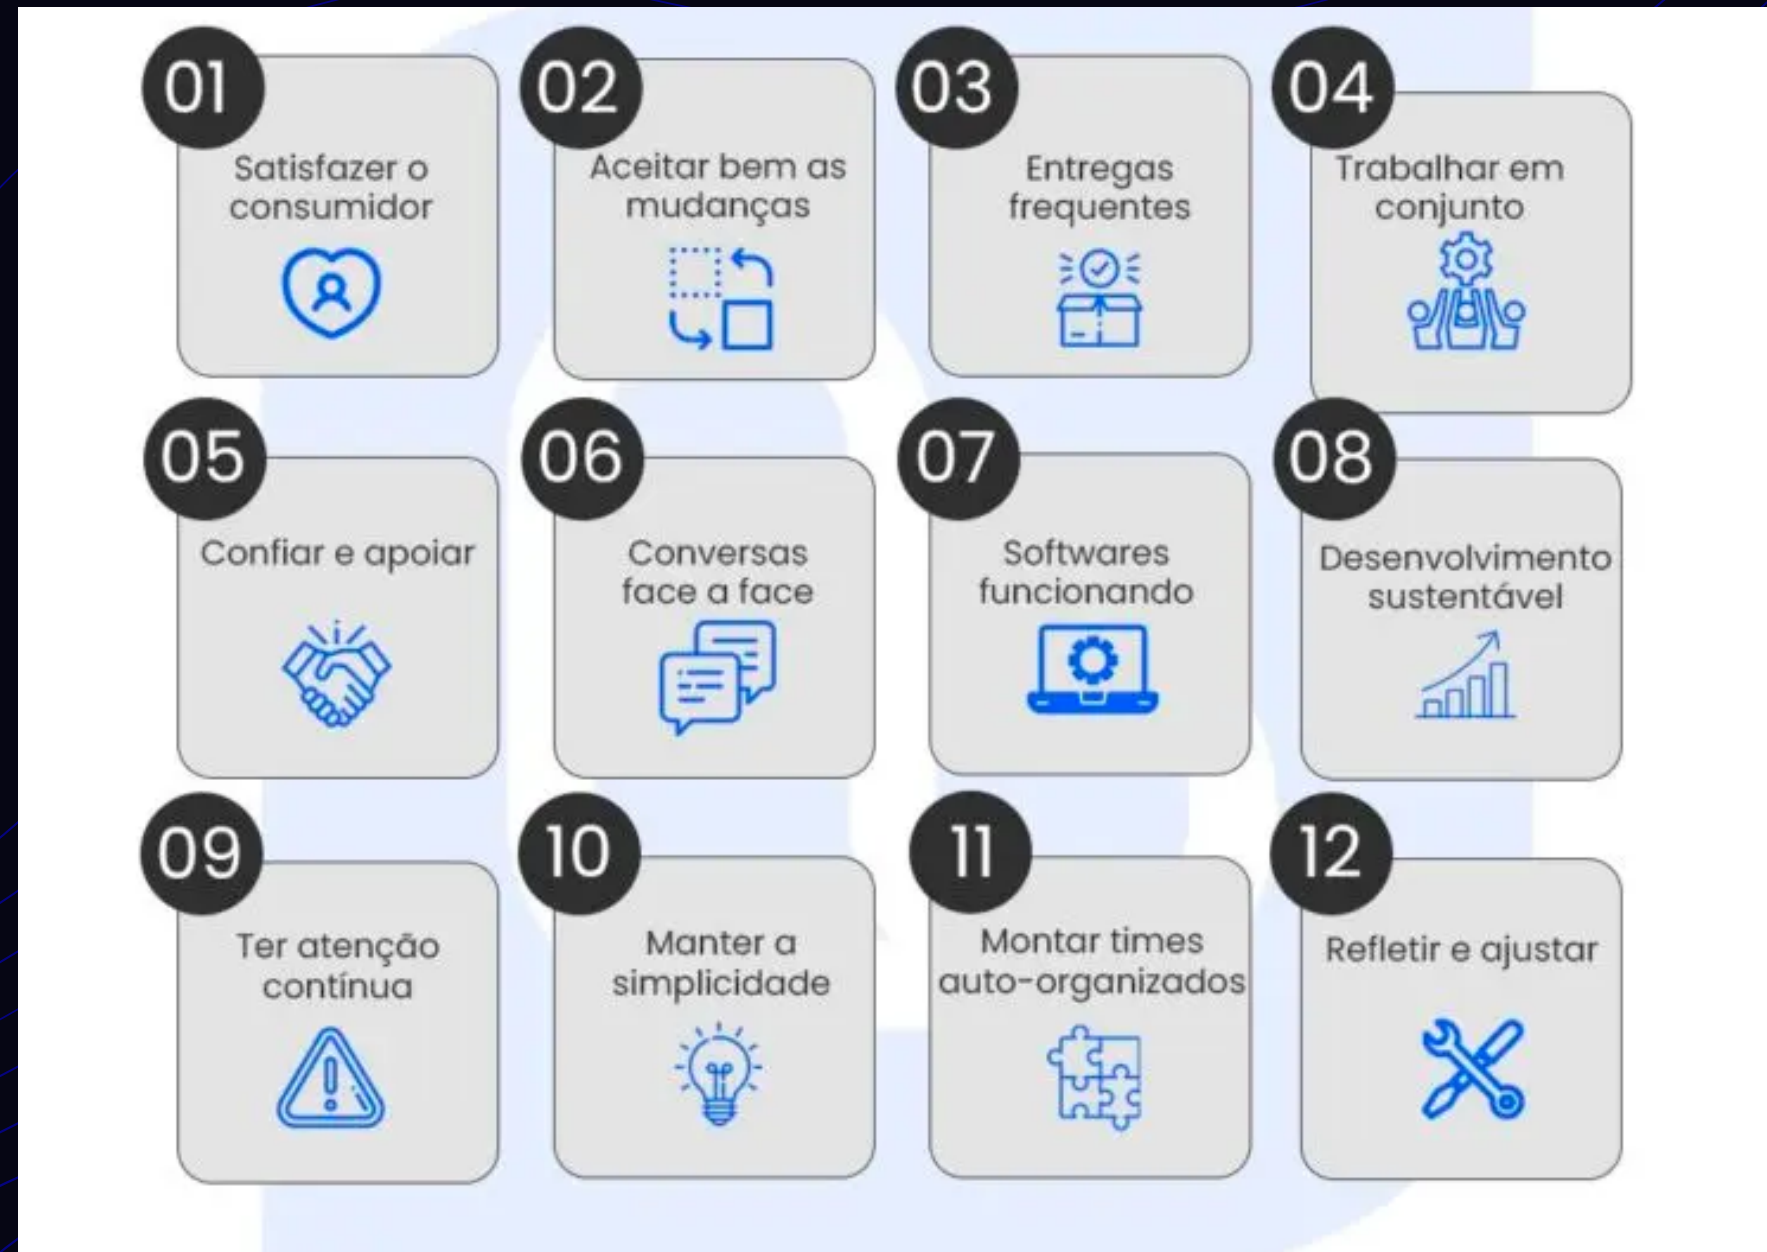 01
Satisfazer o
consumidor
02
Aceitar bem as
mudanças
03
Entregas
frequentes
04
Trabalhar em
conjunto
05
Confiar e apoiar
06
Conversas
face a face
07
Softwares
funcionando
08
Desenvolvimento
sustentável
09
Ter atenção
contínua
10
Manter a
simplicidade
11
Montar times
auto-organizados
12
Refletir e ajustar